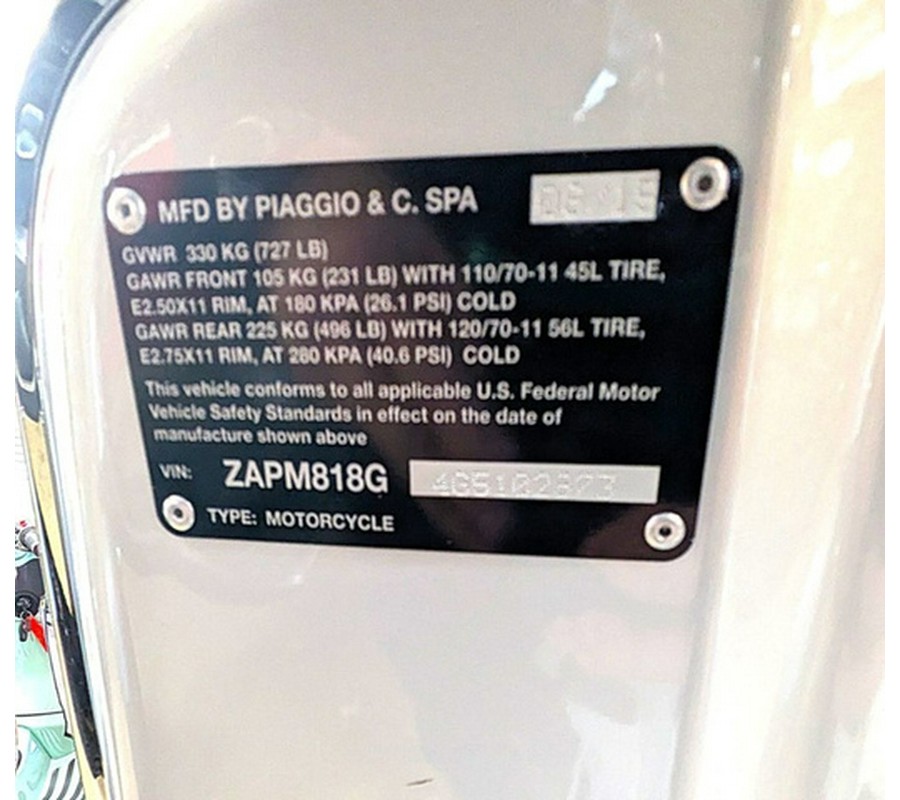 MFD BY PIAGGIO & C. SPA 08/15
GVWR 330 KG (727 LB)
GAWR FRONT 105 KG (231 LB) WITH 110/70-11 45L TIRE,
E2.50X11 RIM, AT 180 KPA (26.1 PSI) COLD
GAWR REAR 225 KG (496 LB) WITH 120/70-11 56L TIRE,
E2.75X11 RIM, AT 280 KPA (40.6 PSI) COLD
This vehicle conforms to all applicable U.S. Federal Motor
Vehicle Safety Standards in effect on the date of
manufacture shown above
VIN: ZAPM818G
TYPE: MOTORCYCLE